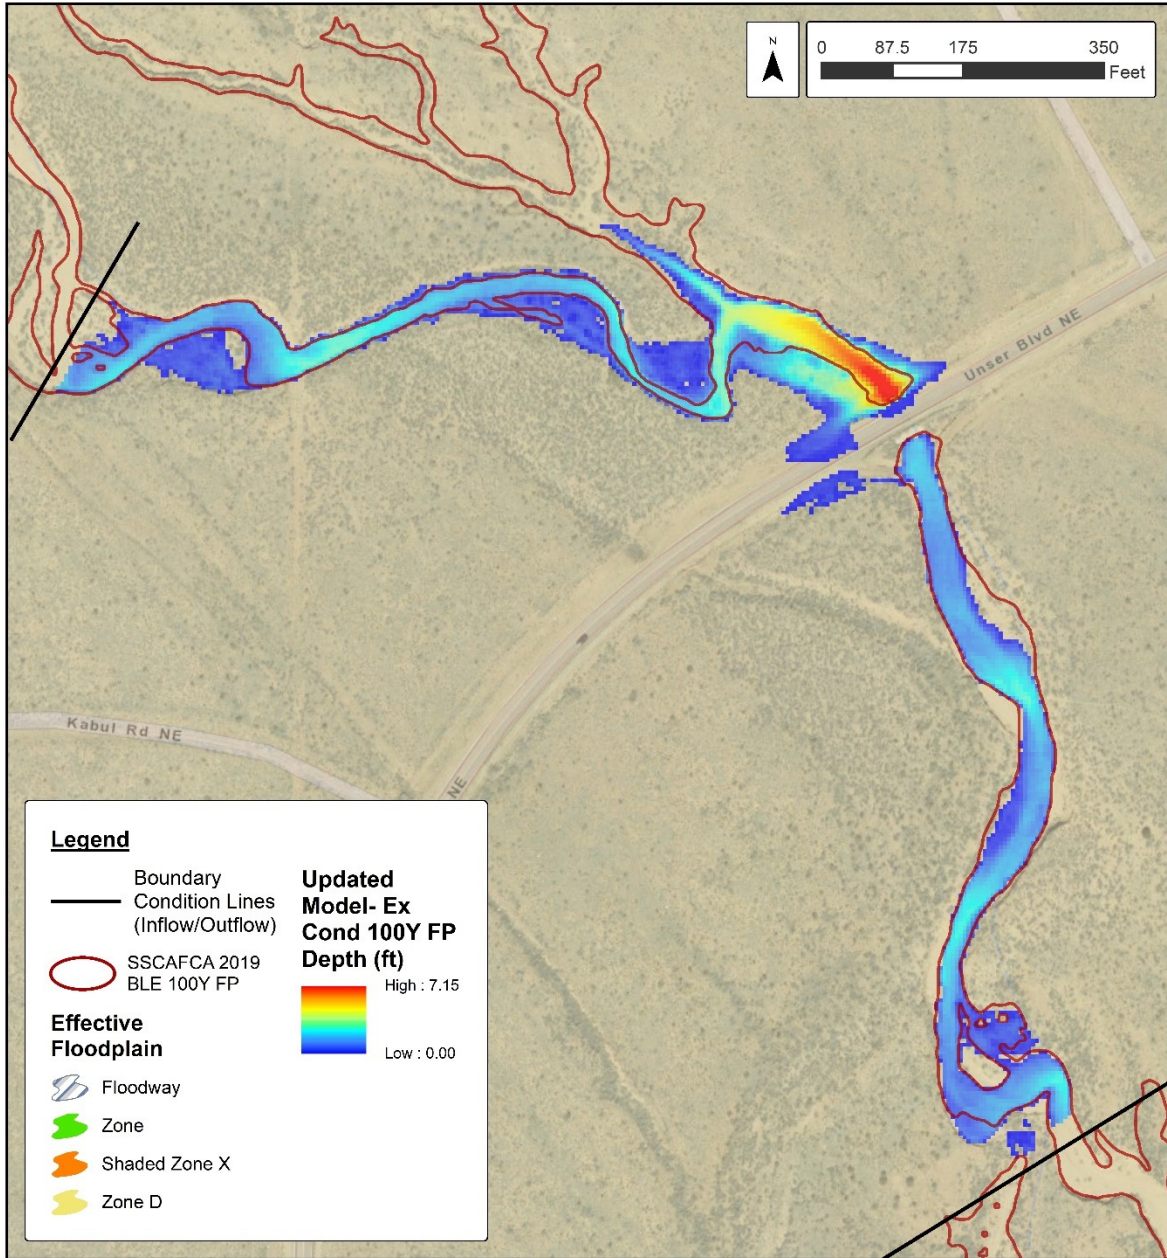 N
0 87.5 175 350
Feet
Unser Blvd NE
Kabul Rd NE
NE
Legend
Boundary
Condition Lines
(Inflow/Outflow)
SSCAFCA 2019
BLE 100Y FP
Effective
Floodplain
Floodway
Zone
Shaded Zone X
Zone D
Updated
Model- Ex
Cond 100Y FP
Depth (ft)
High : 7.15
Low : 0.00